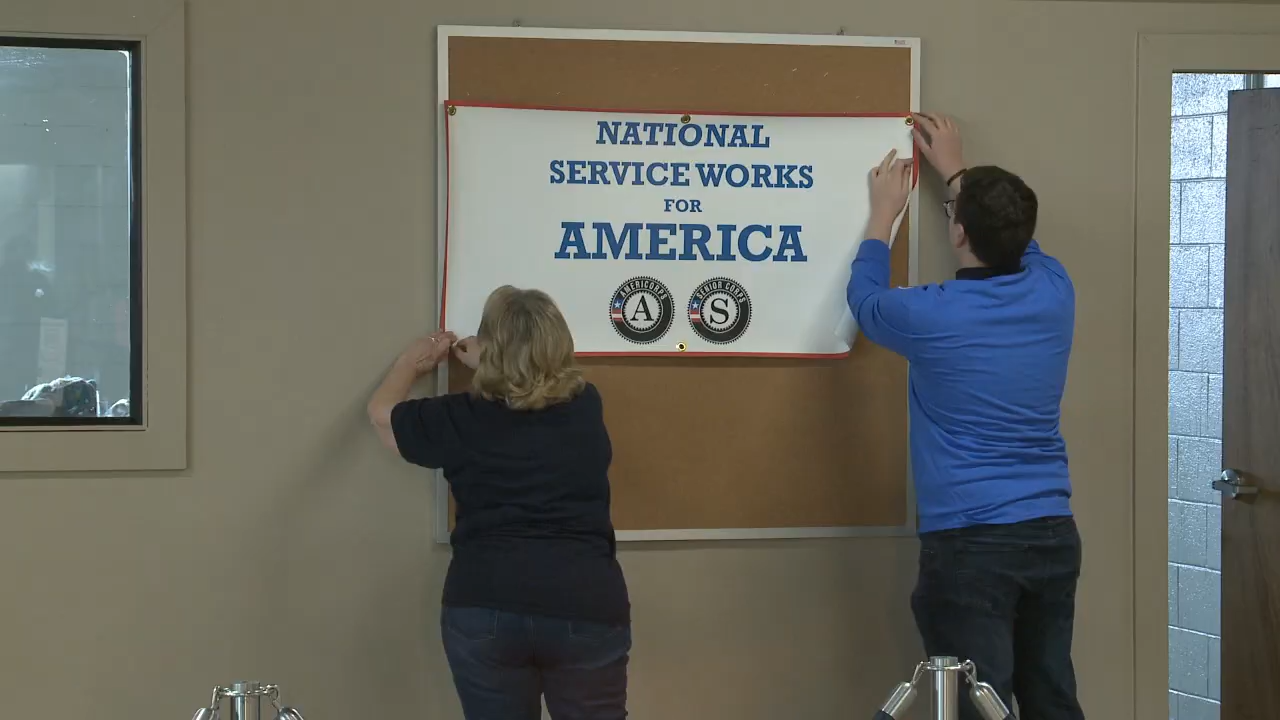 NATIONAL
SERVICE WORKS
FOR
AMERICA
AMERICORPS
A
SENIOR CORPS
S